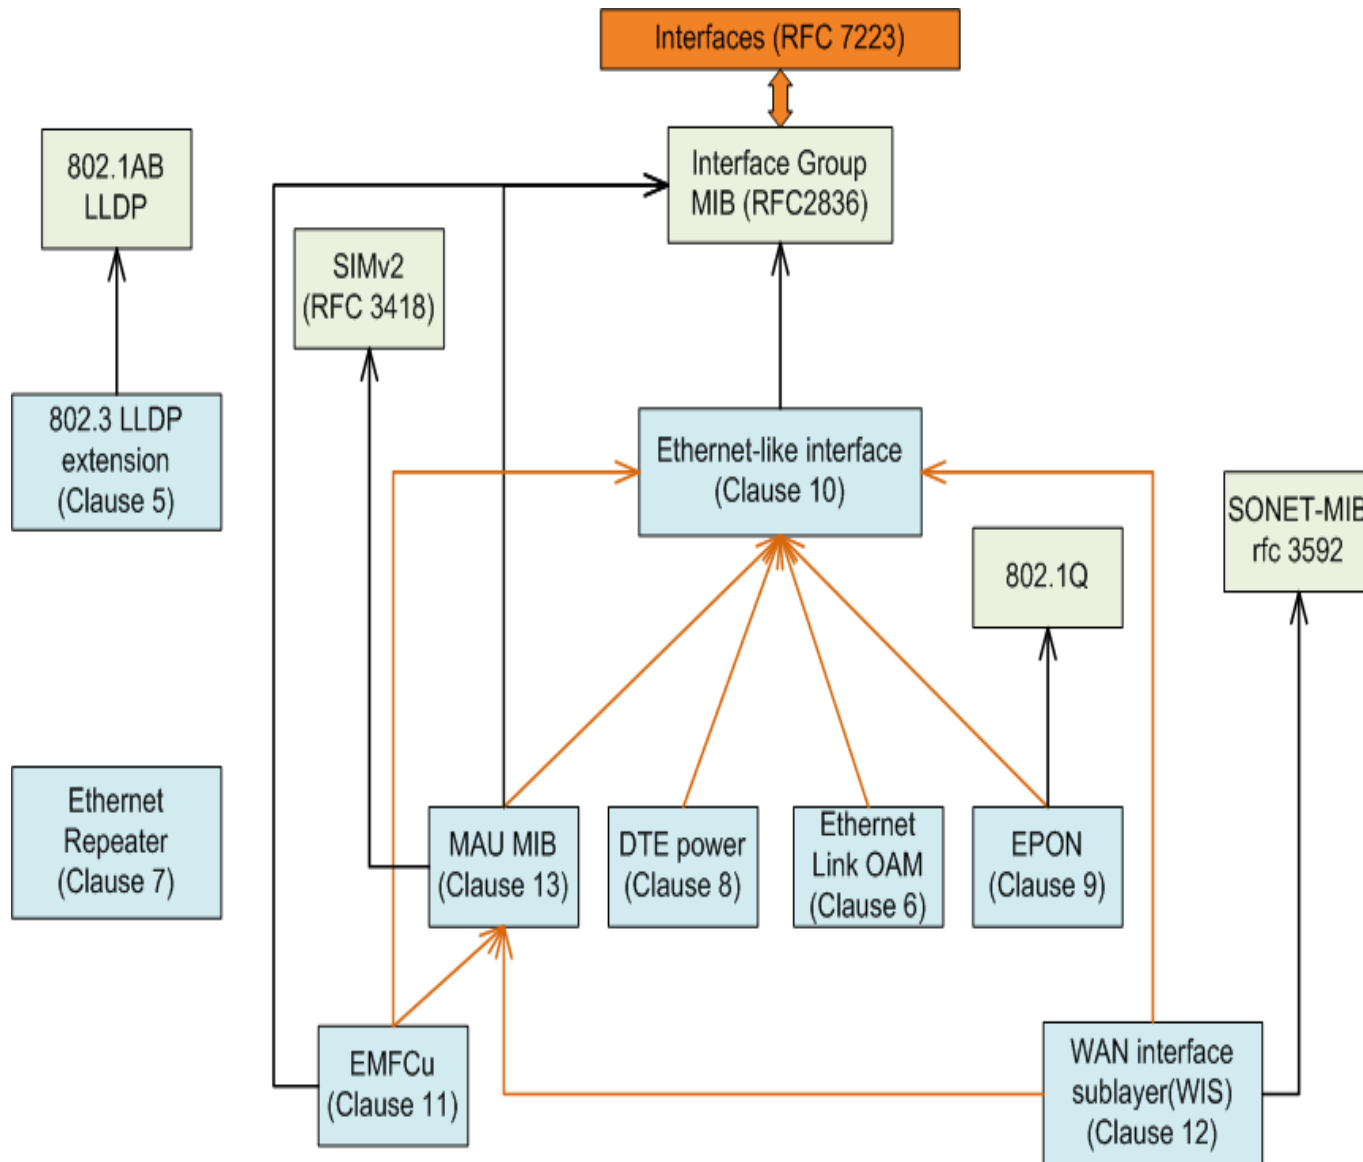 Interfaces (RFC 7223)
802.1AB
LLDP
Interface Group
MIB (RFC2836)
SIMv2
(RFC 3418)
802.3 LLDP
extension
(Clause 5)
Ethernet-like interface
(Clause 10)
SONET-MIB
rfc 3592
802.1Q
Ethernet
Repeater
(Clause 7)
MAU MIB
(Clause 13)
DTE power
(Clause 8)
Ethernet
Link OAM
(Clause 6)
EPON
(Clause 9)
EMFCu
(Clause 11)
WAN interface
sublayer(WIS)
(Clause 12)